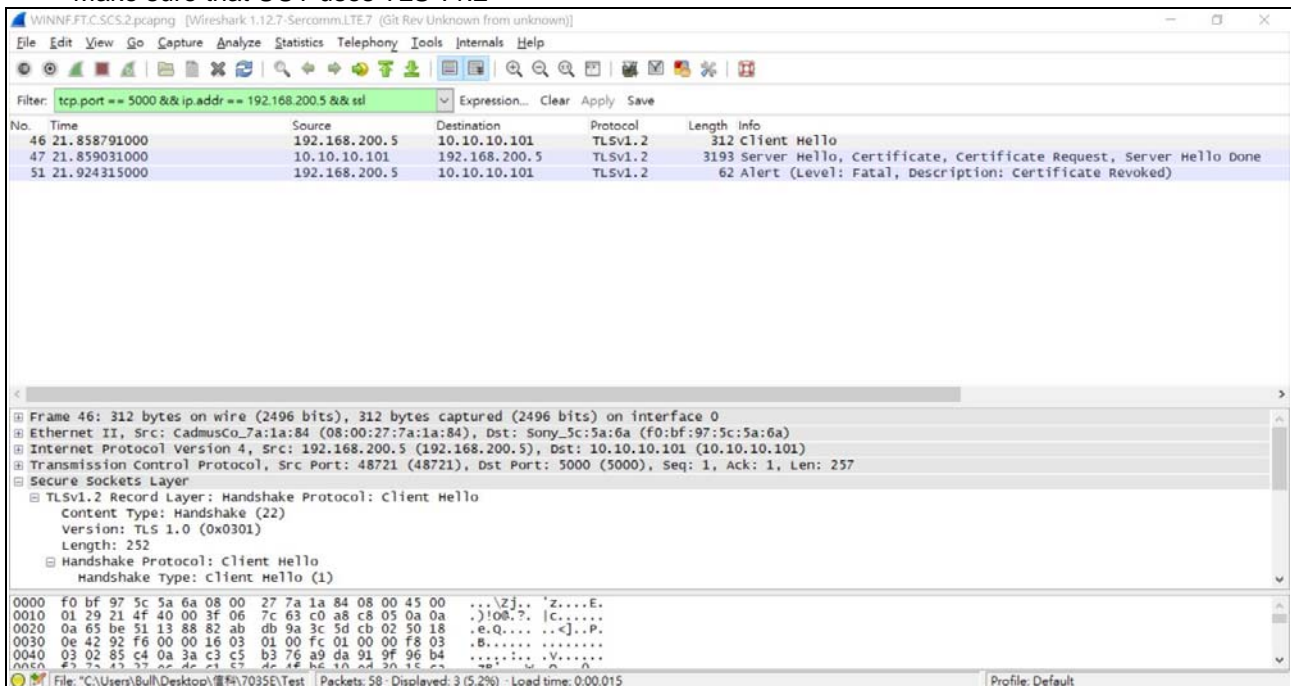 WINNF.FT.C.SCS.2.pcapng [Wireshark 1.12.7-Sercomm.LTE.7 (Git Rev Unknown from unknown)]
File Edit View Go Capture Analyze Statistics Telephony Tools Internals Help
Filter: tcp.port == 5000 && ip.addr == 192.168.200.5 && ssl Expression... Clear Apply Save
No. Time Source Destination Protocol Length Info
46 21.858791000 192.168.200.5 10.10.10.101 TLSv1.2 312 Client Hello
47 21.859031000 10.10.10.101 192.168.200.5 TLSv1.2 3193 Server Hello, Certificate, Certificate Request, Server Hello Done
51 21.924315000 192.168.200.5 10.10.10.101 TLSv1.2 62 Alert (Level: Fatal, Description: Certificate Revoked)
Frame 46: 312 bytes on wire (2496 bits), 312 bytes captured (2496 bits) on interface 0
Ethernet II, Src: CadmusCo_7a:1a:84 (08:00:27:7a:1a:84), Dst: Sony_5c:5a:6a (f0:bf:97:5c:5a:6a)
Internet Protocol Version 4, Src: 192.168.200.5 (192.168.200.5), Dst: 10.10.10.101 (10.10.10.101)
Transmission Control Protocol, Src Port: 48721 (48721), Dst Port: 5000 (5000), Seq: 1, Ack: 1, Len: 257
Secure Sockets Layer
TLSv1.2 Record Layer: Handshake Protocol: Client Hello
Content Type: Handshake (22)
Version: TLS 1.0 (0x0301)
Length: 252
Handshake Protocol: Client Hello
Handshake Type: Client Hello (1)
0000 f0 bf 97 5c 5a 6a 08 00 27 7a 1a 84 08 00 45 00 ...\Zj.. 'z....E.
0010 01 29 21 4f 40 00 3f 06 7c 63 c0 a8 c8 05 0a 0a .)!O@.?. |c......
0020 0a 65 be 51 13 88 82 ab db 9a 3c 5d cb 02 50 18 .e.Q.... ..<]..P.
0030 0e 42 92 f6 00 00 16 03 01 00 fc 01 00 00 f8 03 .B...... ........
0040 03 02 85 c4 0a 3a c3 c5 b3 76 a9 da 91 9f 96 b4 .....:.. .v......
File: "C:\Users\Bull\Desktop\值科\7035E\Test Packets: 58 · Displayed: 3 (5.2%) · Load time: 0:00.015 Profile: Default